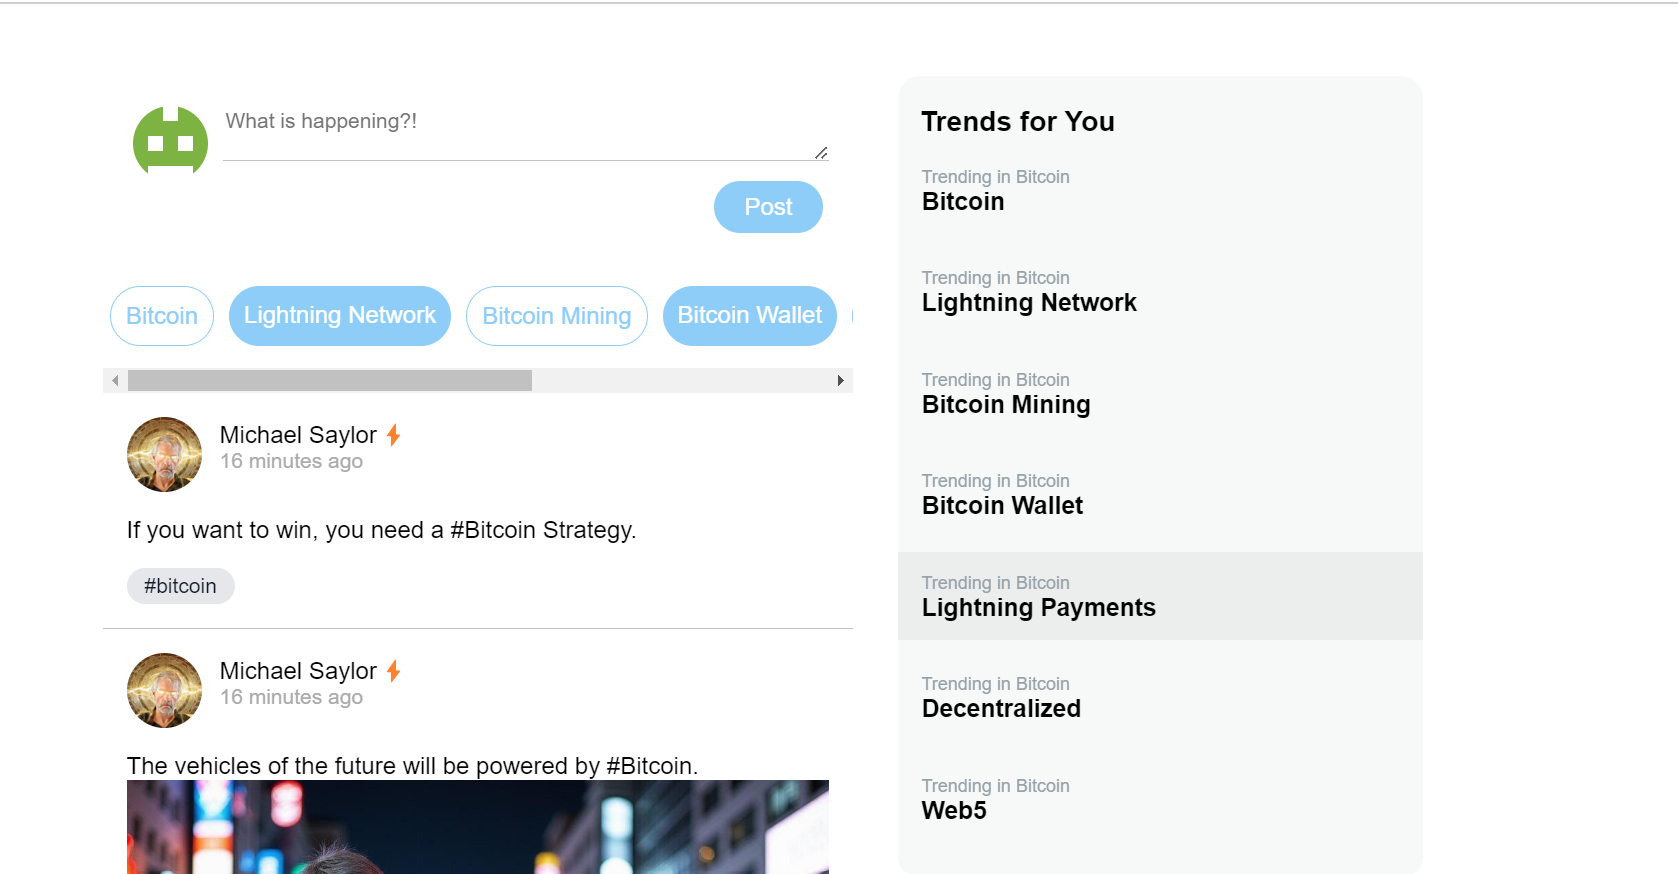 What is happening?!
Post
Bitcoin
Lightning Network
Bitcoin Mining
Bitcoin Wallet
Michael Saylor
16 minutes ago
If you want to win, you need a #Bitcoin Strategy.
#bitcoin
Michael Saylor
16 minutes ago
The vehicles of the future will be powered by #Bitcoin.
Trends for You
Trending in Bitcoin
Bitcoin
Trending in Bitcoin
Lightning Network
Trending in Bitcoin
Bitcoin Mining
Trending in Bitcoin
Bitcoin Wallet
Trending in Bitcoin
Lightning Payments
Trending in Bitcoin
Decentralized
Trending in Bitcoin
Web5